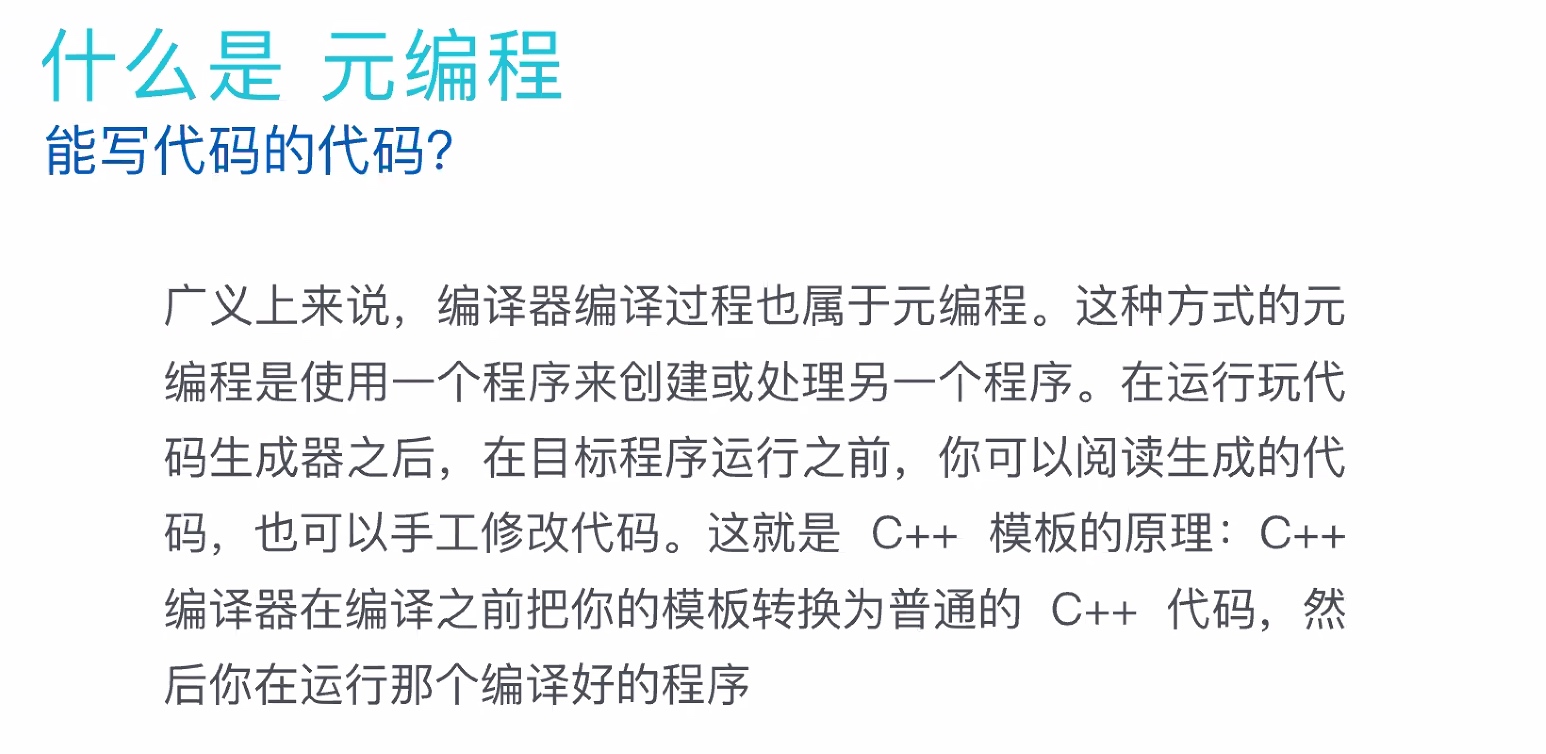 什么是 元编程
能写代码的代码?
广义上来说，编译器编译过程也属于元编程。这种方式的元
编程是使用一个程序来创建或处理另一个程序。在运行玩代
码生成器之后，在目标程序运行之前，你可以阅读生成的代
码，也可以手工修改代码。这就是 C++ 模板的原理：C++
编译器在编译之前把你的模板转换为普通的 C++ 代码，然
后你在运行那个编译好的程序